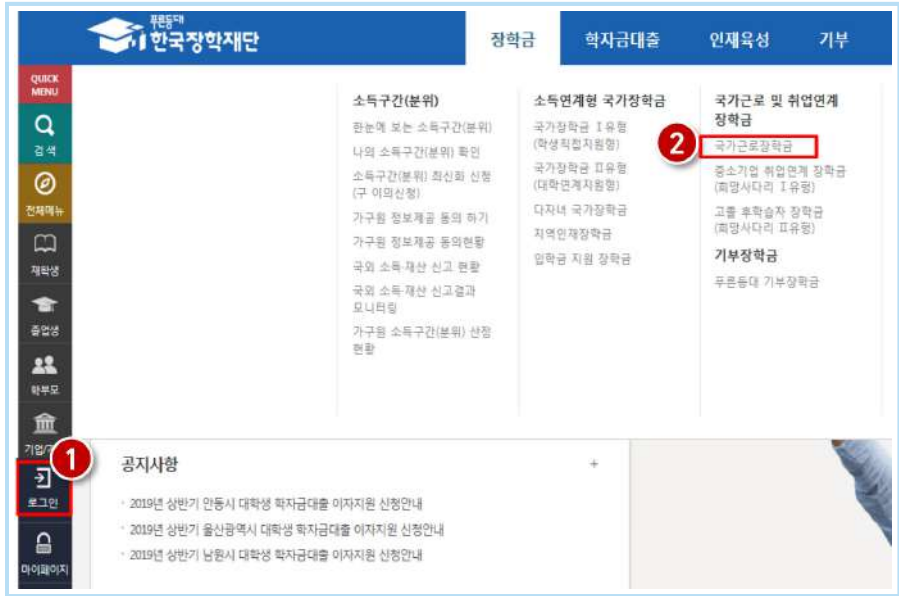 푸른등대
한국장학재단
장학금
학자금대출
인재육성
기부
QUICK
MENU
검색
전체메뉴
재학생
졸업생
학부모
기업/
1
로그인
마이페이지
소득구간(분위)
한눈에 보는 소득구간(분위)
나의 소득구간(분위) 확인
소득구간(분위) 최신화 신청
(구 이의신청)
가구원 정보제공 동의 하기
가구원 정보제공 동의현황
국외 소득·재산 신고 현황
국외 소득·재산 신고결과
모니터링
가구원 소득구간(분위) 산정
현황
소득연계형 국가장학금
국가장학금 Ⅰ유형
(학생직접지원형)
국가장학금 Ⅱ유형
(대학연계지원형)
다자녀 국가장학금
지역인재장학금
입학금 지원 장학금
국가근로 및 취업연계
장학금
2
국가근로장학금
중소기업 취업연계 장학금
(희망사다리 Ⅰ유형)
고졸 후학습자 장학금
(희망사다리 Ⅱ유형)
기부장학금
푸른등대 기부장학금
공지사항
+
· 2019년 상반기 안동시 대학생 학자금대출 이자지원 신청안내
· 2019년 상반기 울산광역시 대학생 학자금대출 이자지원 신청안내
· 2019년 상반기 남원시 대학생 학자금대출 이자지원 신청안내